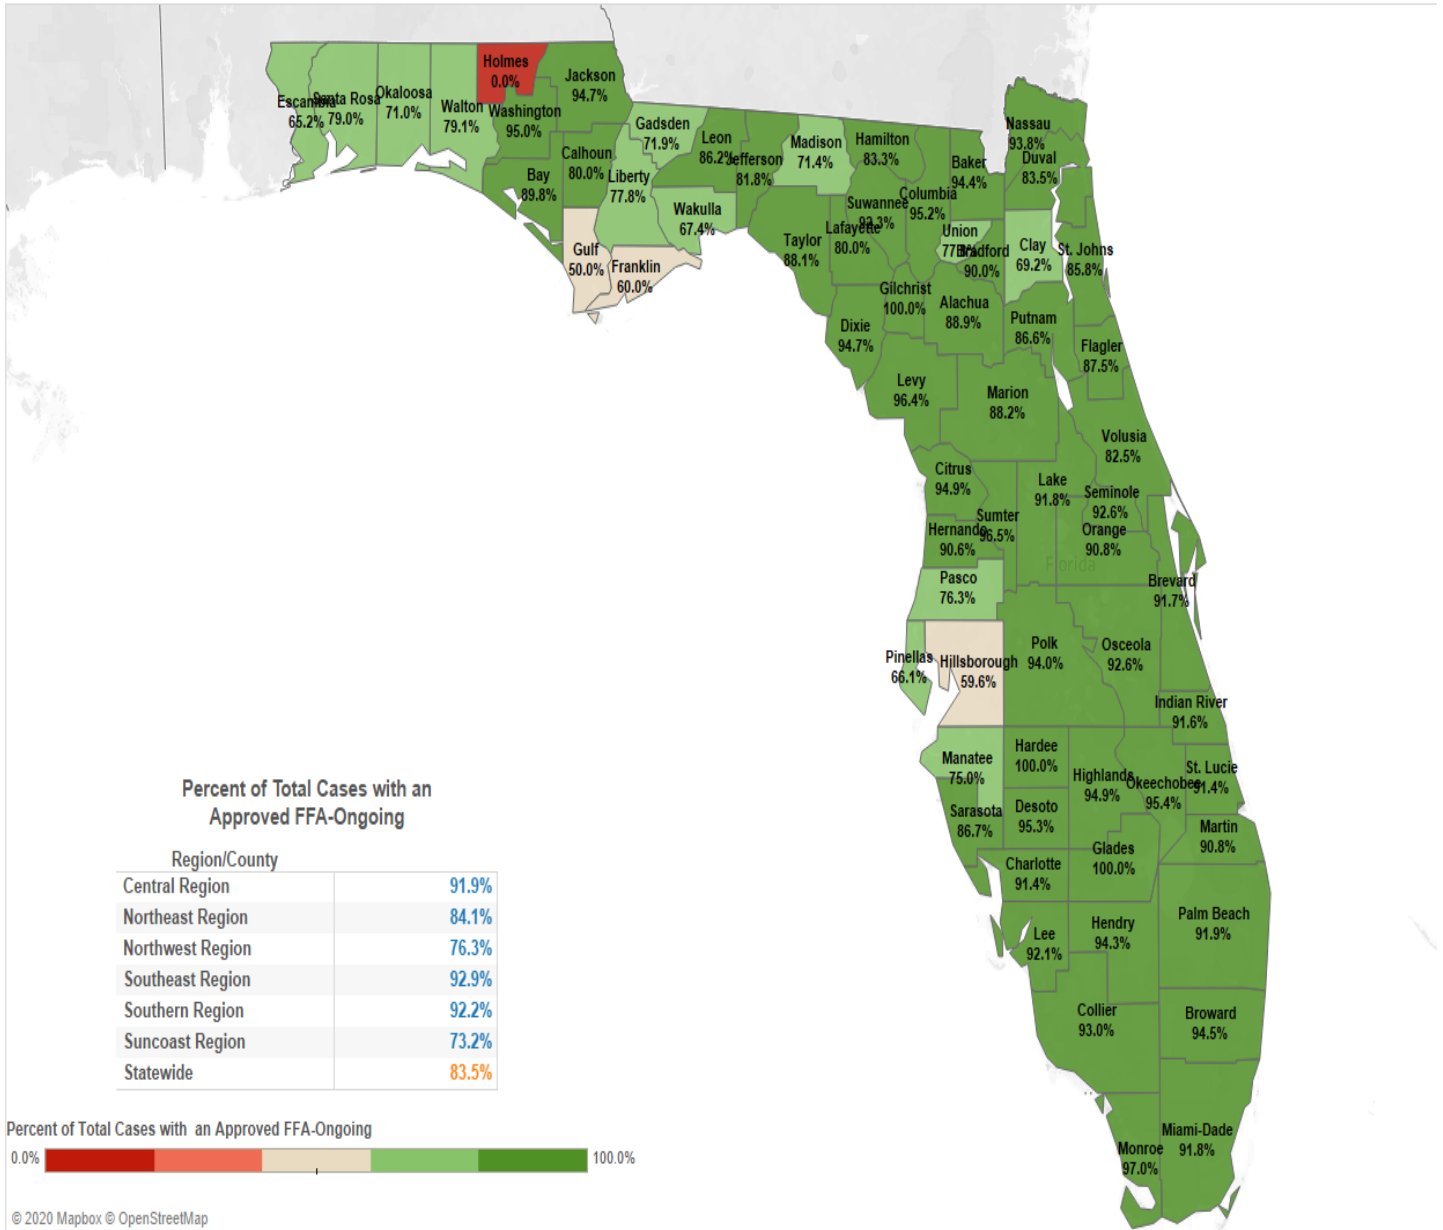 Holmes
0.0%
Jackson
94.7%
Escambia
65.2%
Santa Rosa
79.0%
Okaloosa
71.0%
Walton
79.1%
Washington
95.0%
Gadsden
71.9%
Leon
86.2%
Jefferson
81.8%
Madison
71.4%
Hamilton
83.3%
Nassau
93.8%
Duval
83.5%
Baker
94.4%
Calhoun
80.0%
Bay
89.8%
Liberty
77.8%
Wakulla
67.4%
Gulf
50.0%
Franklin
60.0%
Taylor
88.1%
Lafayette
80.0%
Suwannee
92.3%
Columbia
95.2%
Union
Bradford
90.0%
Clay
69.2%
St. Johns
85.8%
Gilchrist
100.0%
Alachua
88.9%
Putnam
86.6%
Dixie
94.7%
Flagler
87.5%
Levy
96.4%
Marion
88.2%
Volusia
82.5%
Citrus
94.9%
Lake
91.8%
Seminole
92.6%
Orange
90.8%
Sumter
96.5%
Hernando
90.6%
Florida
Pasco
76.3%
Brevard
91.7%
Pinellas
66.1%
Hillsborough
59.6%
Polk
94.0%
Osceola
92.6%
Indian River
91.6%
Manatee
75.0%
Hardee
100.0%
Highlands
94.9%
Okeechobee
95.4%
St. Lucie
91.4%
Sarasota
86.7%
Desoto
95.3%
Martin
90.8%
Charlotte
91.4%
Glades
100.0%
Lee
92.1%
Hendry
94.3%
Palm Beach
91.9%
Collier
93.0%
Broward
94.5%
Monroe
97.0%
Miami-Dade
91.8%
Percent of Total Cases with an
Approved FFA-Ongoing
Region/County
Central Region 91.9%
Northeast Region 84.1%
Northwest Region 76.3%
Southeast Region 92.9%
Southern Region 92.2%
Suncoast Region 73.2%
Statewide 83.5%
Percent of Total Cases with an Approved FFA-Ongoing
0.0% 100.0%
© 2020 Mapbox © OpenStreetMap